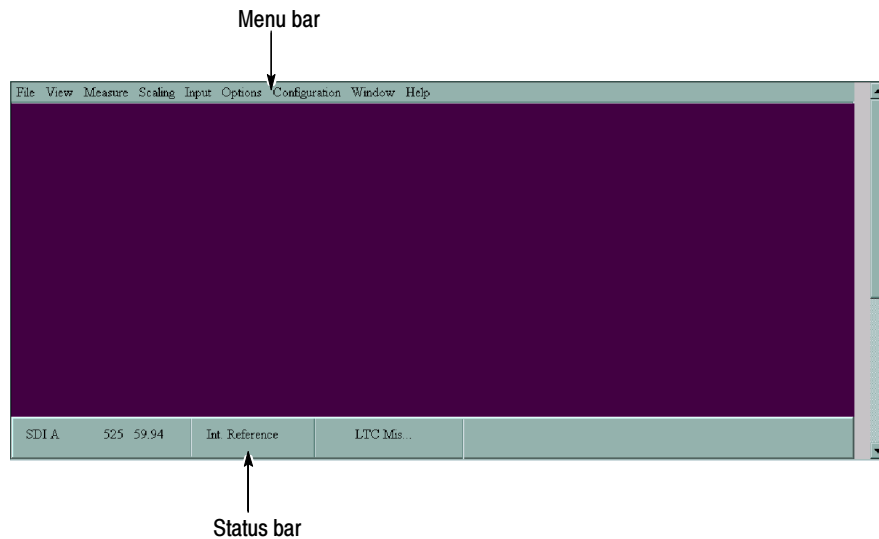 Menu bar
File View Measure Scaling Input Options Configuration Window Help
SDI A 525 59.94 Int. Reference LTC Mis...
Status bar